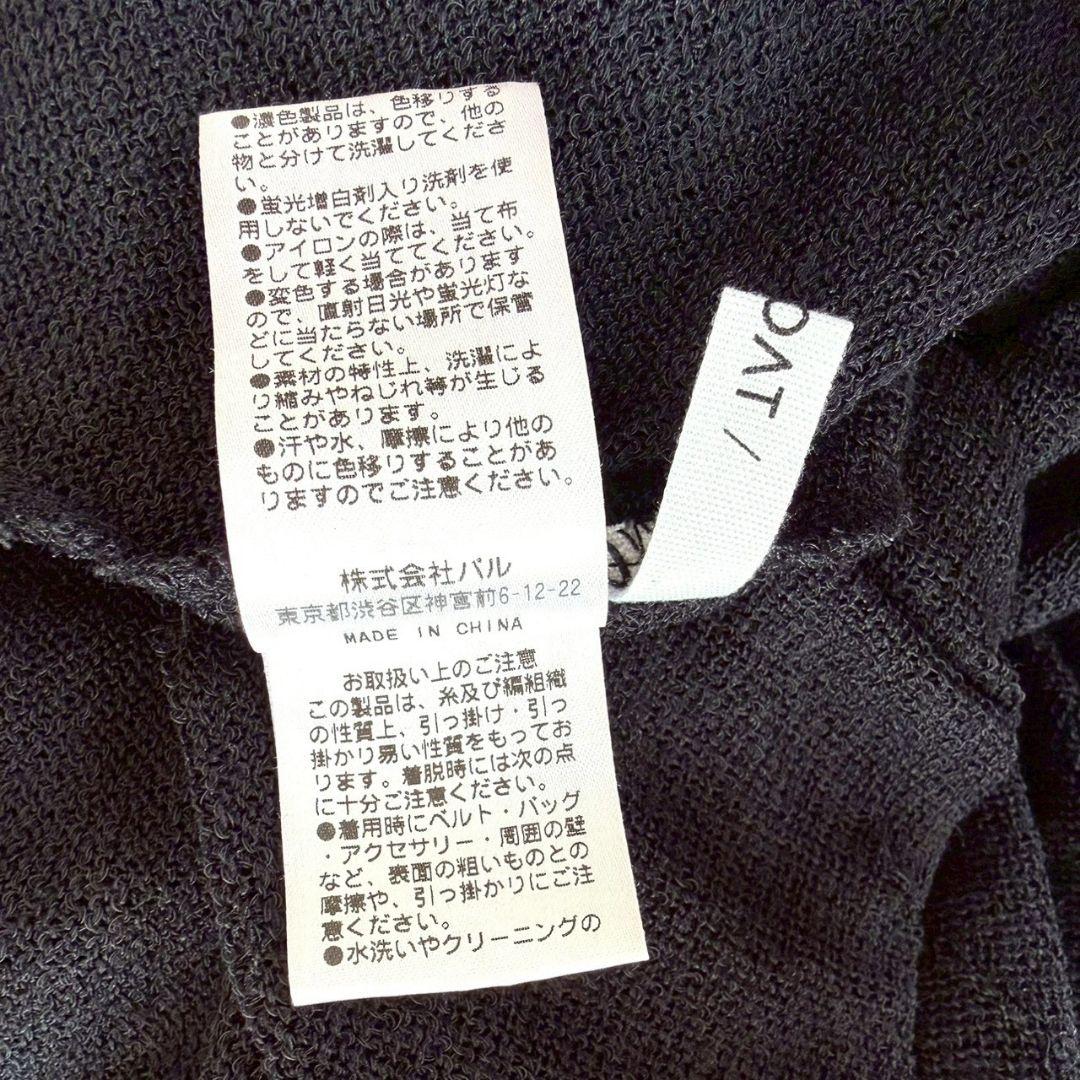 ●濃色製品は、色移りする
ことがありますので、他の
物と分けて洗濯してくださ
い。
●蛍光増白剤入り洗剤を使
用しないでください。
●アイロンの際は、当て布
をして軽く当ててください。
●変色する場合があります
ので、直射日光や蛍光灯な
どに当たらない場所で保管
してください。
●素材の特性上、洗濯によ
り縮みやねじれ等が生じる
ことがあります。
●汗や水、摩擦により他の
ものに色移りすることがあ
りますのでご注意ください。
株式会社パル
東京都渋谷区神宮前6-12-22
MADE IN CHINA
お取扱い上のご注意
この製品は、糸及び編組織
の性質上、引っ掛け・引っ
掛かり易い性質をもってお
ります。着脱時には次の点
に十分ご注意ください。
●着用時にベルト・バッグ
・アクセサリー・周囲の壁
など、表面の粗いものとの
摩擦や、引っ掛かりにご注
意ください。
●水洗いやクリーニングの